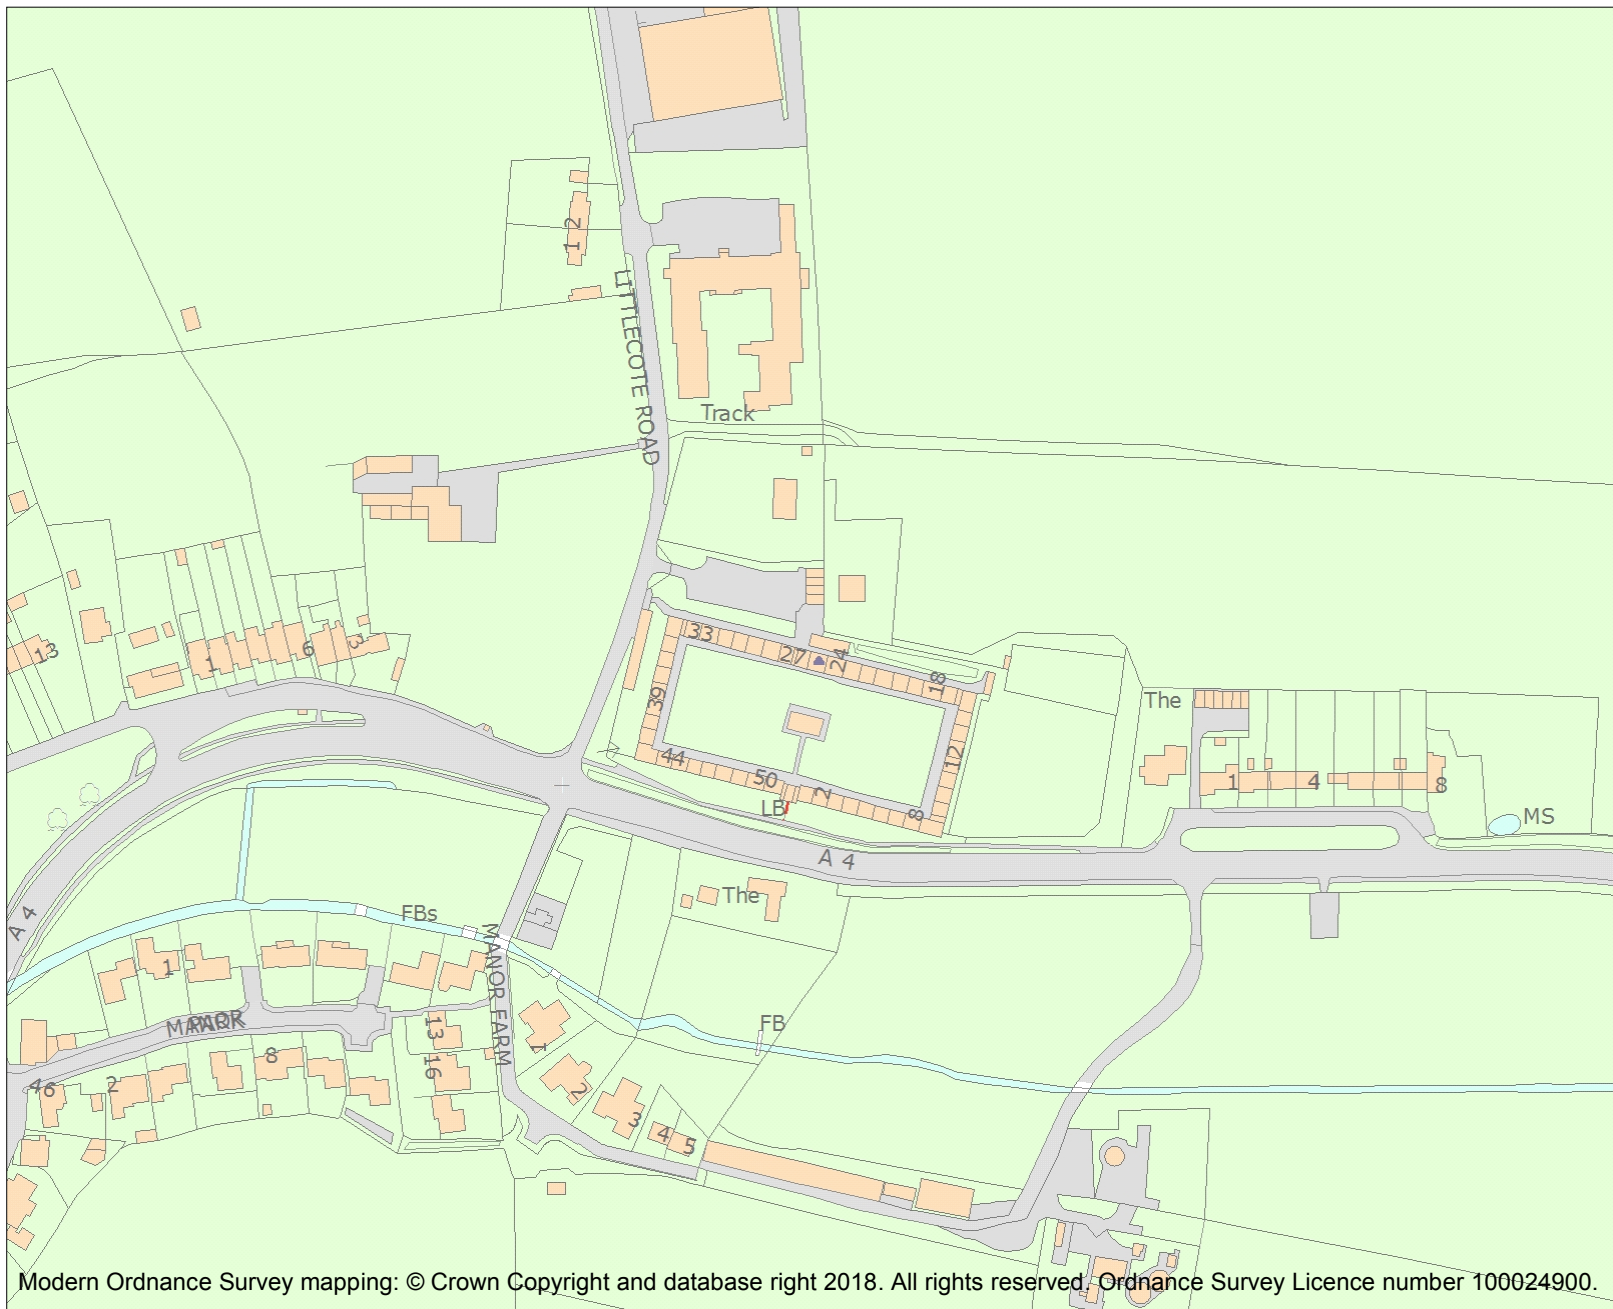 1 2
LITTLECOTE ROAD
Track
13
1
6
3
33
27
24
18
39
The
44
50
2
12
8
LB
1
4
8
MS
A 4
The
A 4
FBs
1
MANOR FARM
MANOR
PARK
FB
13
1
8
16
46
2
2
3
4
5
Modern Ordnance Survey mapping: © Crown Copyright and database right 2018. All rights reserved. Ordnance Survey Licence number 100024900.